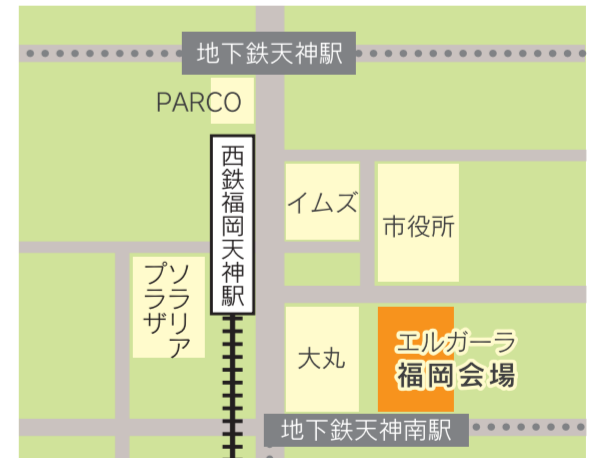 地下鉄天神駅
PARCO
西鉄福岡天神駅
イムズ
市役所
ソラリア
プラザ
大丸
エルガーラ
福岡会場
地下鉄天神南駅